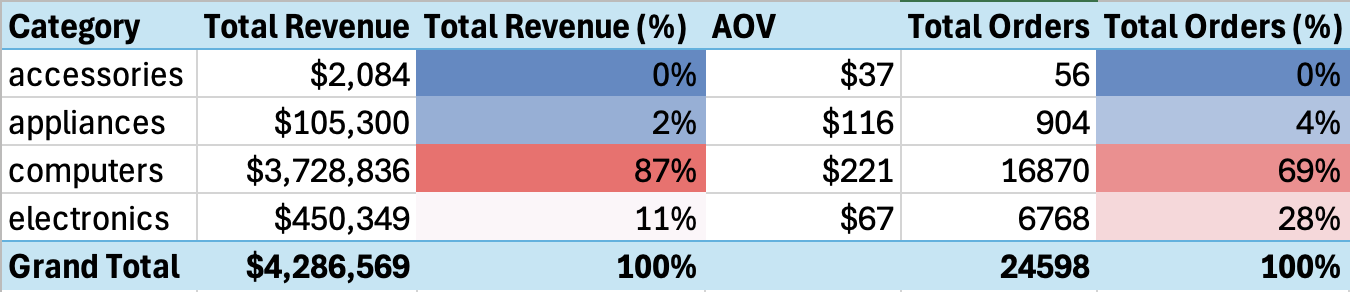 Category Total Revenue Total Revenue (%) AOV Total Orders Total Orders (%)
accessories $2,084 0% $37 56 0%
appliances $105,300 2% $116 904 4%
computers $3,728,836 87% $221 16870 69%
electronics $450,349 11% $67 6768 28%
Grand Total $4,286,569 100% 24598 100%